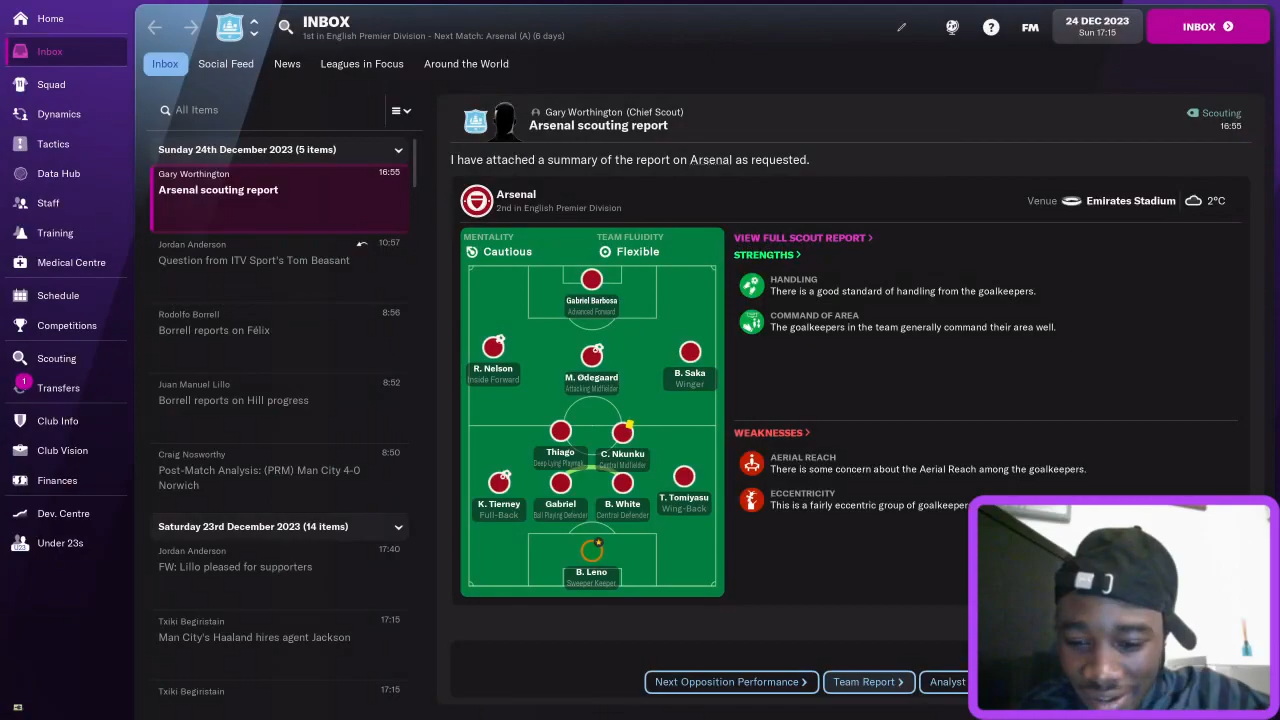 Home
Inbox
Squad
Dynamics
Tactics
Data Hub
Staff
Training
Medical Centre
Schedule
Competitions
Scouting
1
Transfers
Club Info
Club Vision
Finances
Dev. Centre
U23
Under 23s
INBOX
1st in English Premier Division - Next Match: Arsenal (A) (6 days)
FM
24 DEC 2023
Sun 17:15
INBOX
Inbox
Social Feed
News
Leagues in Focus
Around the World
All Items
Sunday 24th December 2023 (5 items)
Gary Worthington 16:55
Arsenal scouting report
Jordan Anderson 10:57
Question from ITV Sport's Tom Beasant
Rodolfo Borrell 8:56
Borrell reports on Félix
Juan Manuel Lillo 8:52
Borrell reports on Hill progress
Craig Nosworthy 8:50
Post-Match Analysis: (PRM) Man City 4-0
Norwich
Saturday 23rd December 2023 (14 items)
Jordan Anderson 17:40
FW: Lillo pleased for supporters
Txiki Begiristain 17:15
Man City's Haaland hires agent Jackson
Txiki Begiristain 17:15
Gary Worthington (Chief Scout)
Arsenal scouting report
Scouting
16:55
I have attached a summary of the report on Arsenal as requested.
Arsenal
2nd in English Premier Division
Venue Emirates Stadium 2°C
MENTALITY
Cautious
TEAM FLUIDITY
Flexible
Gabriel Barbosa
Advanced Forward
R. Nelson
Inside Forward
M. Ødegaard
Attacking Midfielder
B. Saka
Winger
Thiago
Deep Lying Playmak
C. Nkunku
Central Midfielder
K. Tierney
Full-Back
Gabriel
Ball Playing Defender
B. White
Central Defender
T. Tomiyasu
Wing-Back
B. Leno
Sweeper Keeper
VIEW FULL SCOUT REPORT >
STRENGTHS >
HANDLING
There is a good standard of handling from the goalkeepers.
COMMAND OF AREA
The goalkeepers in the team generally command their area well.
WEAKNESSES >
AERIAL REACH
There is some concern about the Aerial Reach among the goalkeepers.
ECCENTRICITY
This is a fairly eccentric group of goalkeeper
Next Opposition Performance >
Team Report >
Analyst